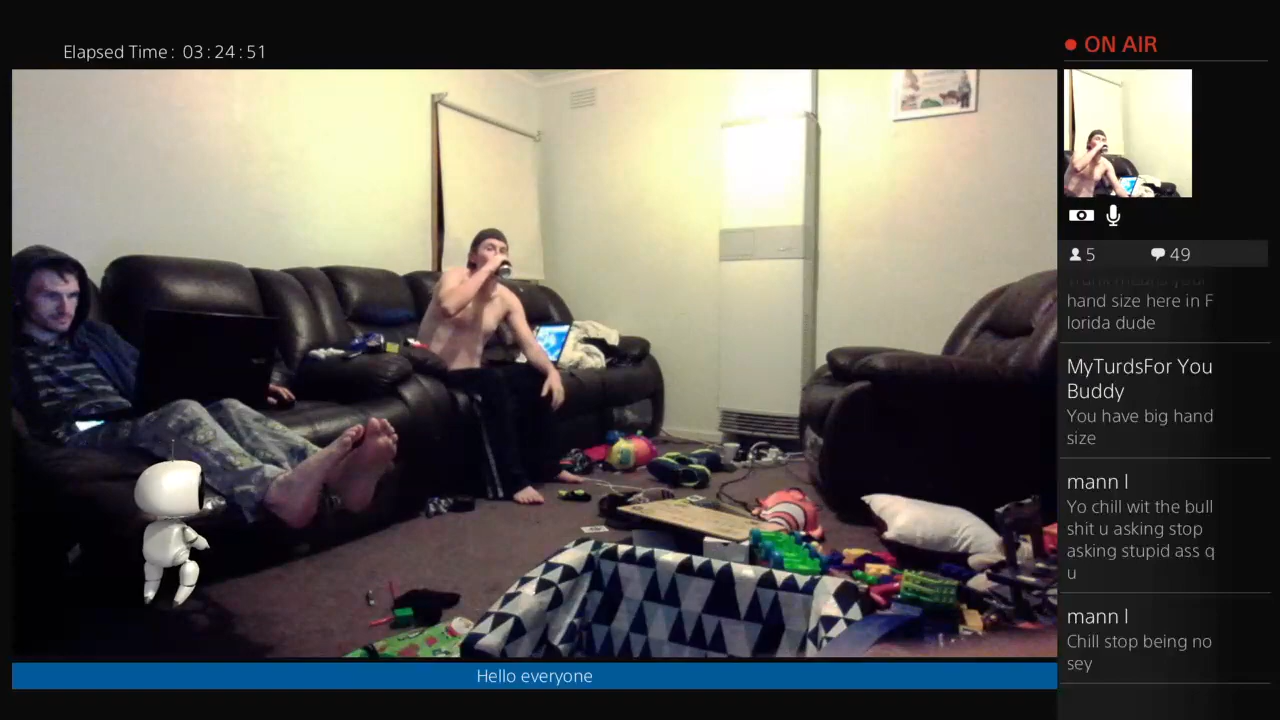 Elapsed Time: 03:24:51
ON AIR
5
49
hand size here in F
lorida dude
MyTurdsFor You
Buddy
You have big hand
size
mann l
Yo chill wit the bull
shit u asking stop
asking stupid ass q
u
mann l
Chill stop being no
sey
Hello everyone